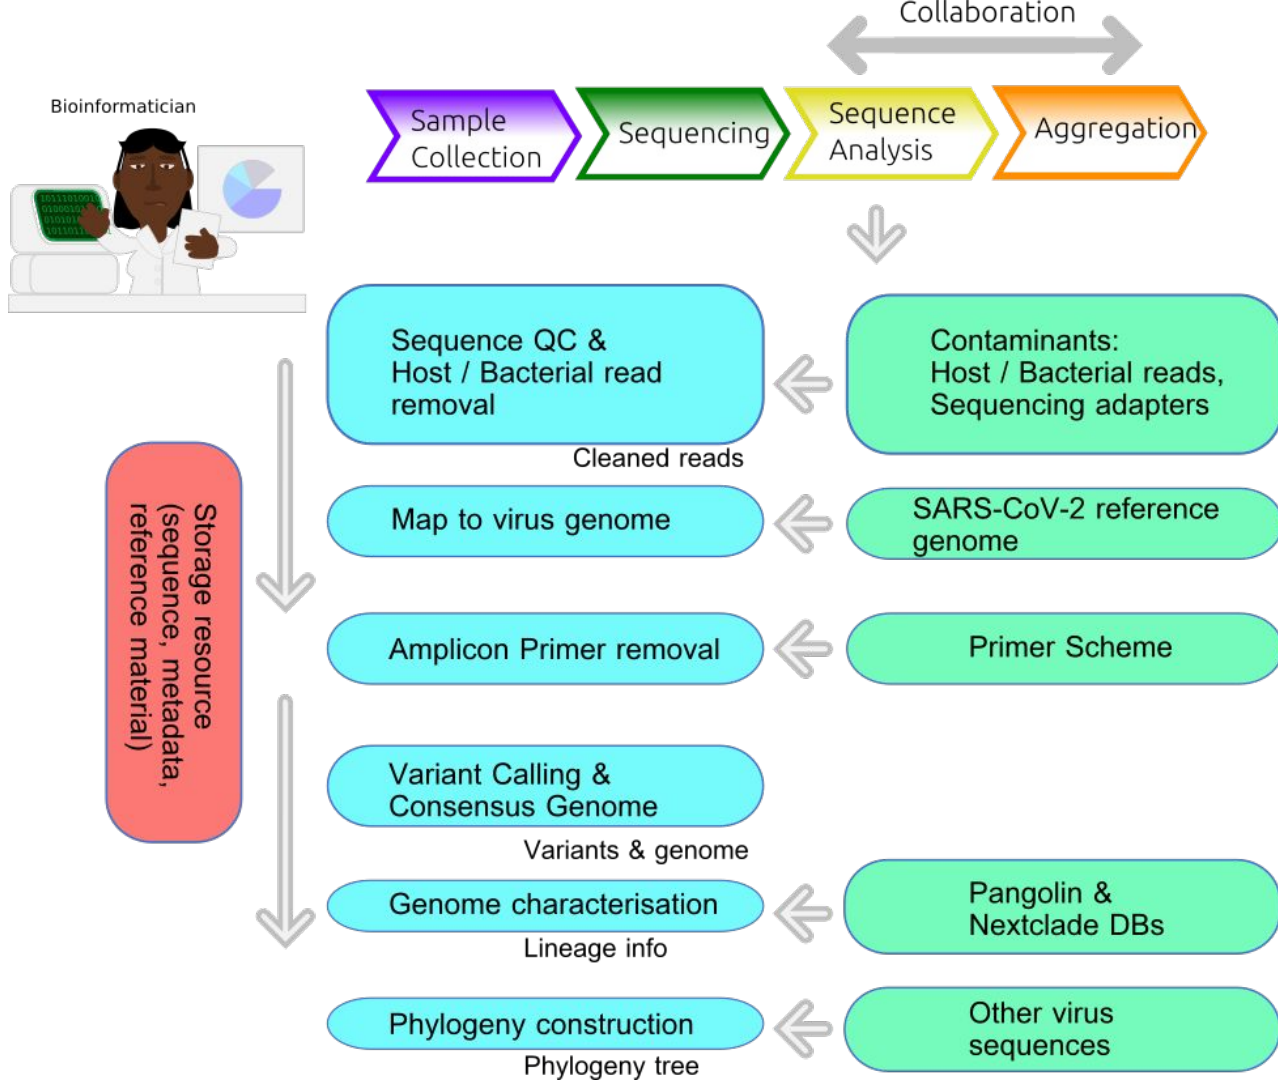 Collaboration
Bioinformatician
Sample
Collection
Sequencing
Sequence
Analysis
Aggregation
Sequence QC &
Host / Bacterial read
removal
Contaminants:
Host / Bacterial reads,
Sequencing adapters
Cleaned reads
Map to virus genome
SARS-CoV-2 reference
genome
Storage resource
(sequence, metadata,
reference material)
Amplicon Primer removal
Primer Scheme
Variant Calling &
Consensus Genome
Variants & genome
Genome characterisation
Pangolin &
Nextclade DBs
Lineage info
Phylogeny construction
Other virus
sequences
Phylogeny tree